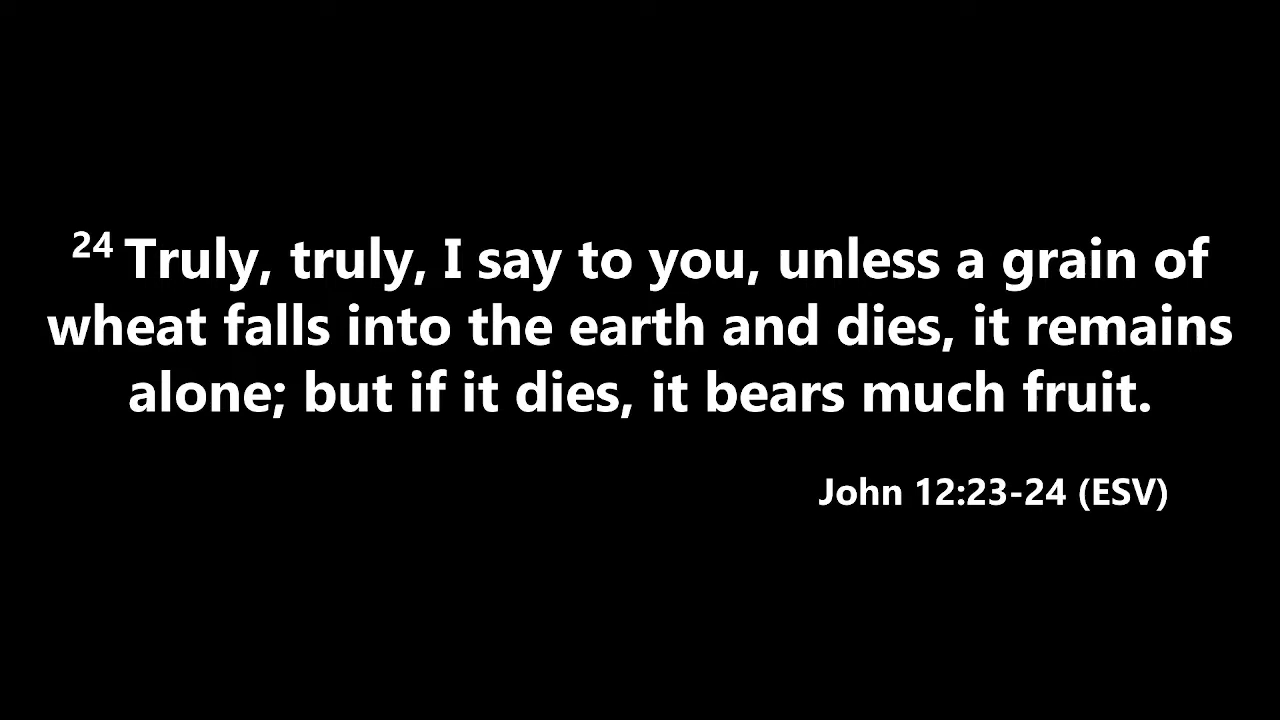 24 Truly, truly, I say to you, unless a grain of
wheat falls into the earth and dies, it remains
alone; but if it dies, it bears much fruit.
John 12:23-24 (ESV)